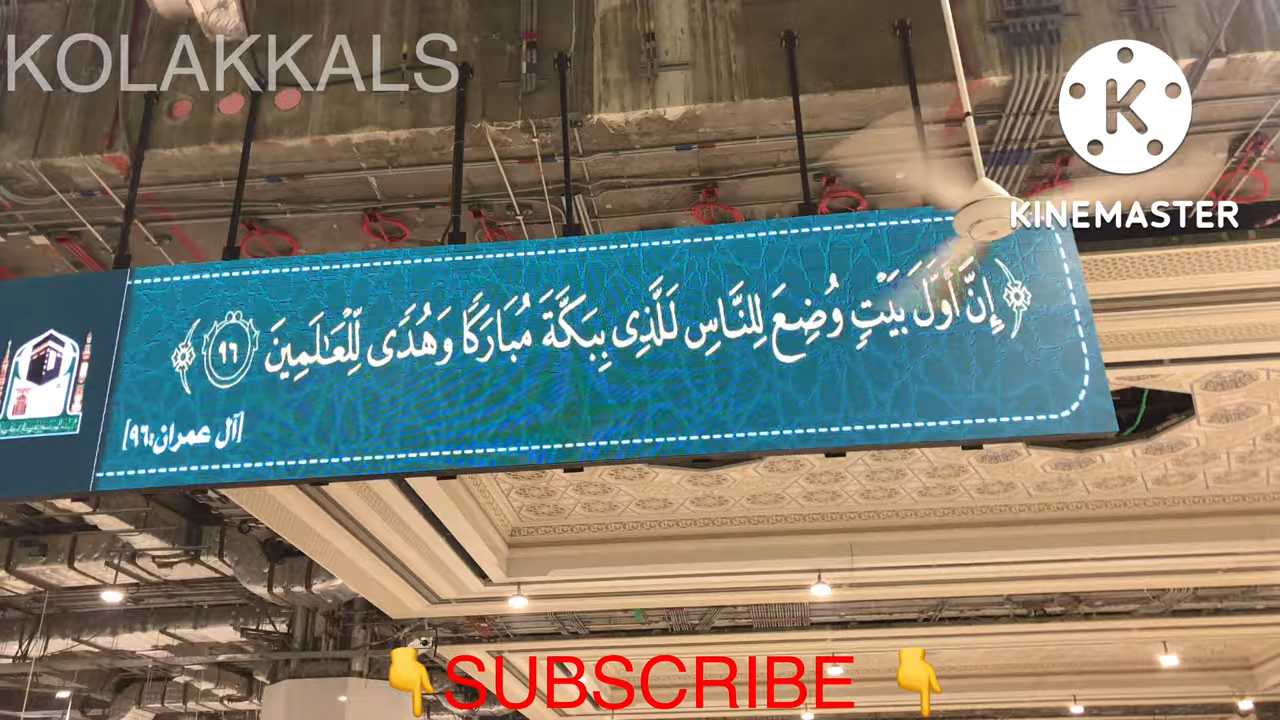 KOLAKKALS
K
KINEMASTER
﴿إِنَّ أَوَّلَ بَيْتٍ وُضِعَ لِلنَّاسِ لَلَّذِى بِبَكَّةَ مُبَارَكًا وَهُدًى لِّلْعَـٰلَمِينَ ٩٦﴾
[آل عمران:٩٦]
👇SUBSCRIBE 👇